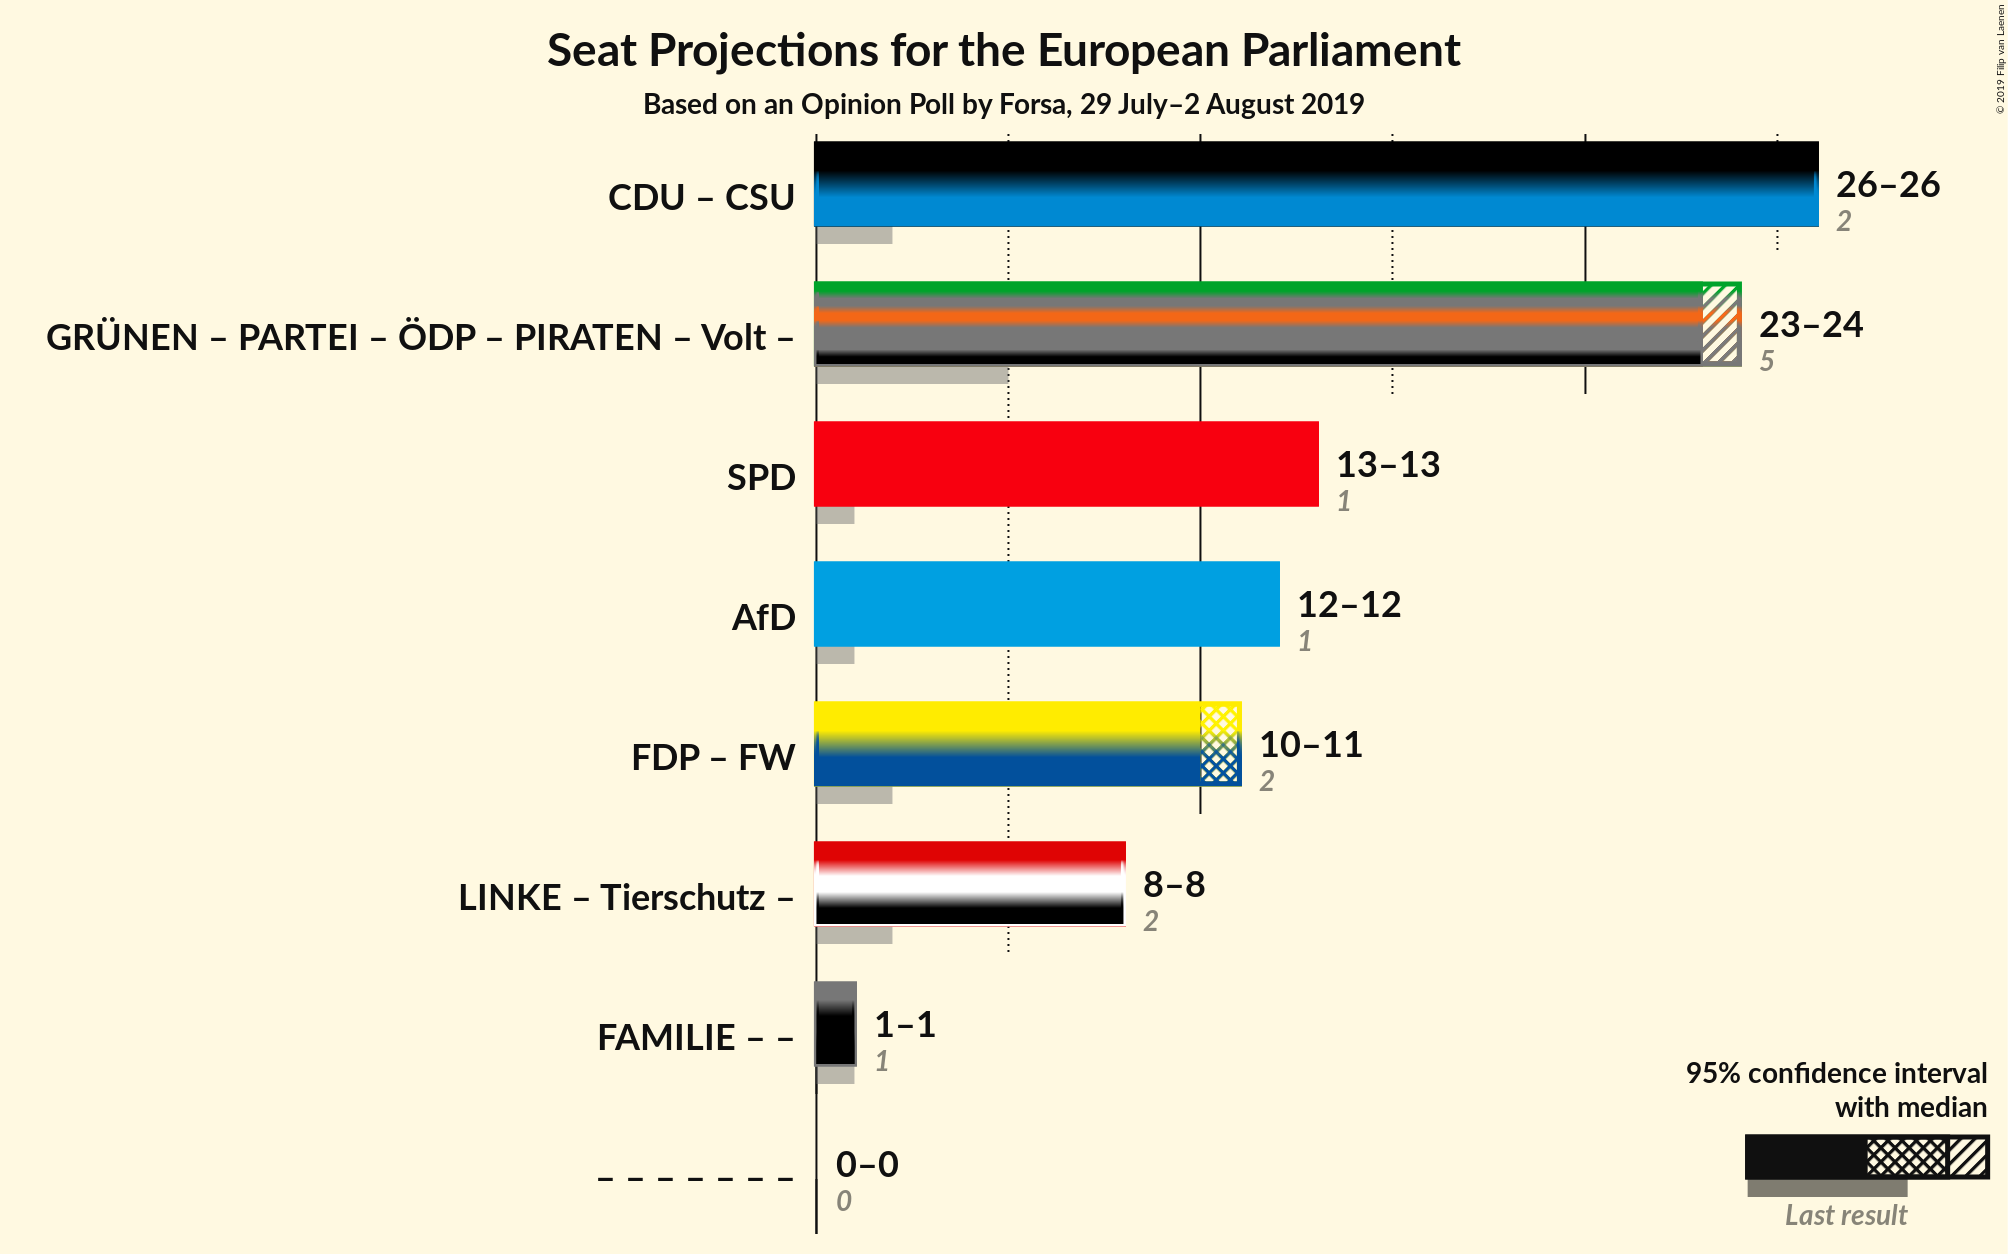 Seat Projections for the European Parliament
Based on an Opinion Poll by Forsa, 29 July–2 August 2019
© 2019 Filip van Laenen
CDU – CSU
26–26
2
GRÜNEN – PARTEI – ÖDP – PIRATEN – Volt –
23–24
5
SPD
13–13
1
AfD
12–12
1
FDP – FW
10–11
2
LINKE – Tierschutz –
8–8
2
FAMILIE – –
1–1
1
– – – – – – –
0–0
0
95% confidence interval
with median
Last result